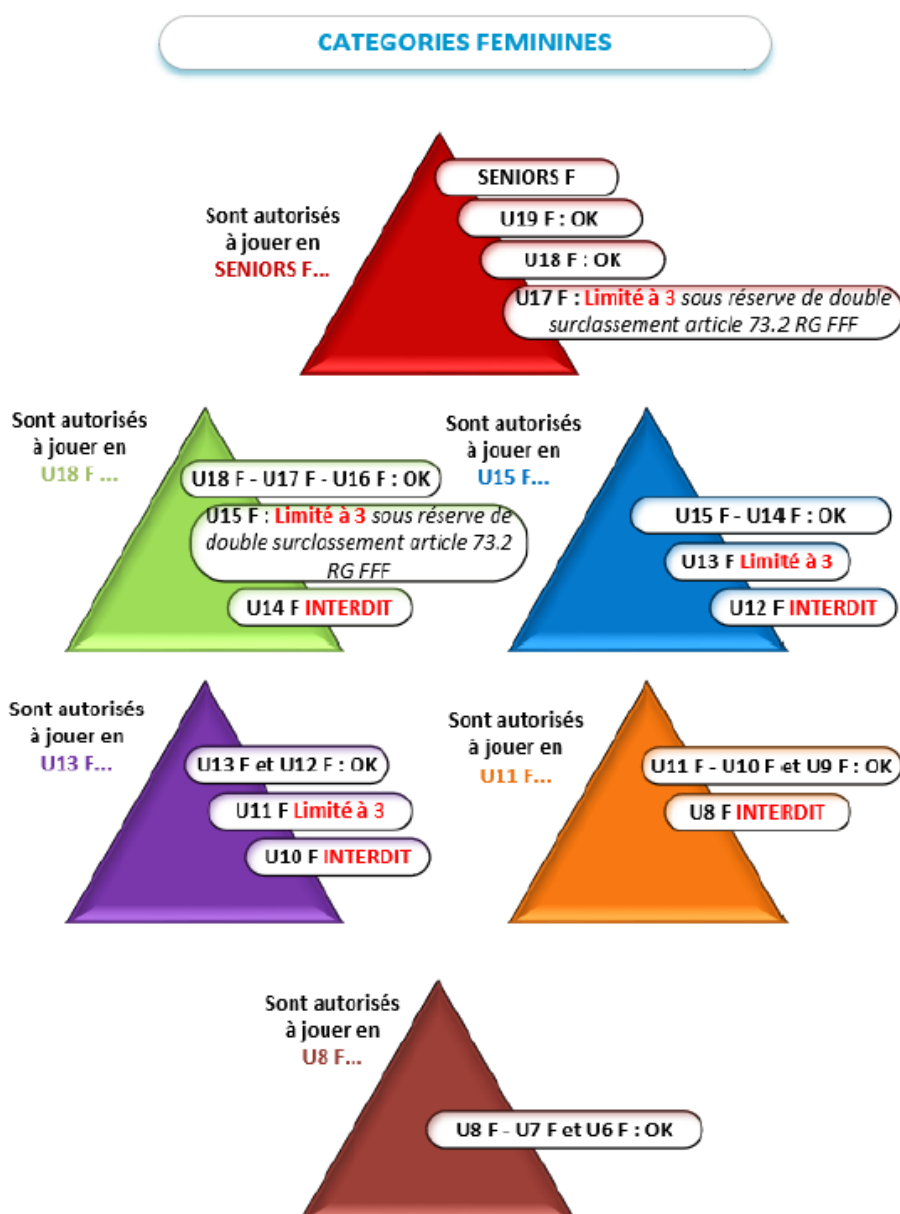 CATEGORIES FEMININES
Sont autorisés
à jouer en
SENIORS F...
SENIORS F
U19 F : OK
U18 F : OK
U17 F : Limité à 3 sous réserve de double
surclassement article 73.2 RG FFF
Sont autorisés
à jouer en
U18 F ...
U18 F - U17 F - U16 F : OK
U15 F : Limité à 3 sous réserve de
double surclassement article 73.2
RG FFF
U14 F INTERDIT
Sont autorisés
à jouer en
U15 F...
U15 F - U14 F : OK
U13 F Limité à 3
U12 F INTERDIT
Sont autorisés
à jouer en
U13 F...
U13 F et U12 F : OK
U11 F Limité à 3
U10 F INTERDIT
Sont autorisés
à jouer en
U11 F...
U11 F - U10 F et U9 F : OK
U8 F INTERDIT
Sont autorisés
à jouer en
U8 F...
U8 F - U7 F et U6 F : OK